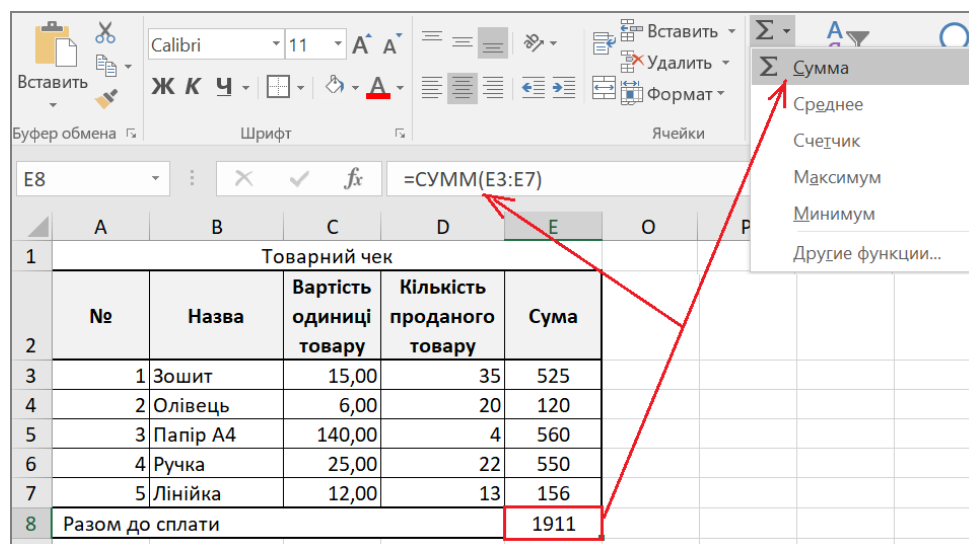 Вставить
Calibri
11
A A
Ж К Ч
А
Вставить
Удалить
Формат
Σ
А
Я
Σ Сумма
Среднее
Счетчик
Максимум
Минимум
Другие функции...
Буфер обмена
Шрифт
Ячейки
E8
fx
=СУММ(E3:E7)
A B C D E O P
1 Товарний чек
2 № Назва Вартість одиниці товару Кількість проданого товару Сума
3 1 Зошит 15,00 35 525
4 2 Олівець 6,00 20 120
5 3 Папір А4 140,00 4 560
6 4 Ручка 25,00 22 550
7 5 Лінійка 12,00 13 156
8 Разом до сплати 1911